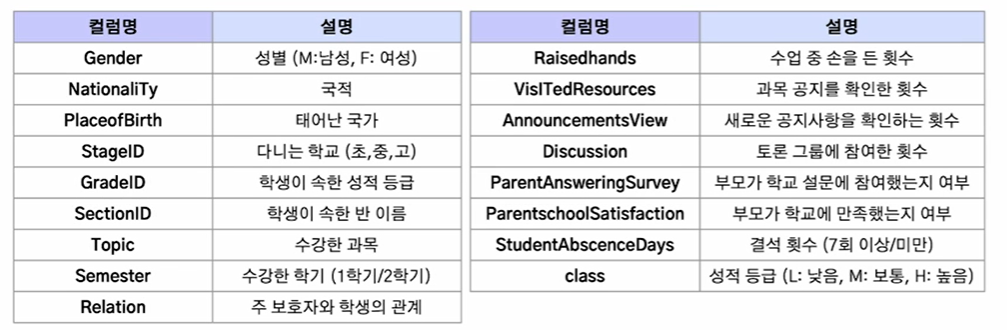 컬럼명 설명
Gender 성별 (M:남성, F: 여성)
NationaliTy 국적
PlaceofBirth 태어난 국가
StageID 다니는 학교 (초,중,고)
GradeID 학생이 속한 성적 등급
SectionID 학생이 속한 반 이름
Topic 수강한 과목
Semester 수강한 학기 (1학기/2학기)
Relation 주 보호자와 학생의 관계
컬럼명 설명
Raisedhands 수업 중 손을 든 횟수
VisITedResources 과목 공지를 확인한 횟수
AnnouncementsView 새로운 공지사항을 확인하는 횟수
Discussion 토론 그룹에 참여한 횟수
ParentAnsweringSurvey 부모가 학교 설문에 참여했는지 여부
ParentschoolSatisfaction 부모가 학교에 만족했는지 여부
StudentAbscenceDays 결석 횟수 (7회 이상/미만)
class 성적 등급 (L: 낮음, M: 보통, H: 높음)